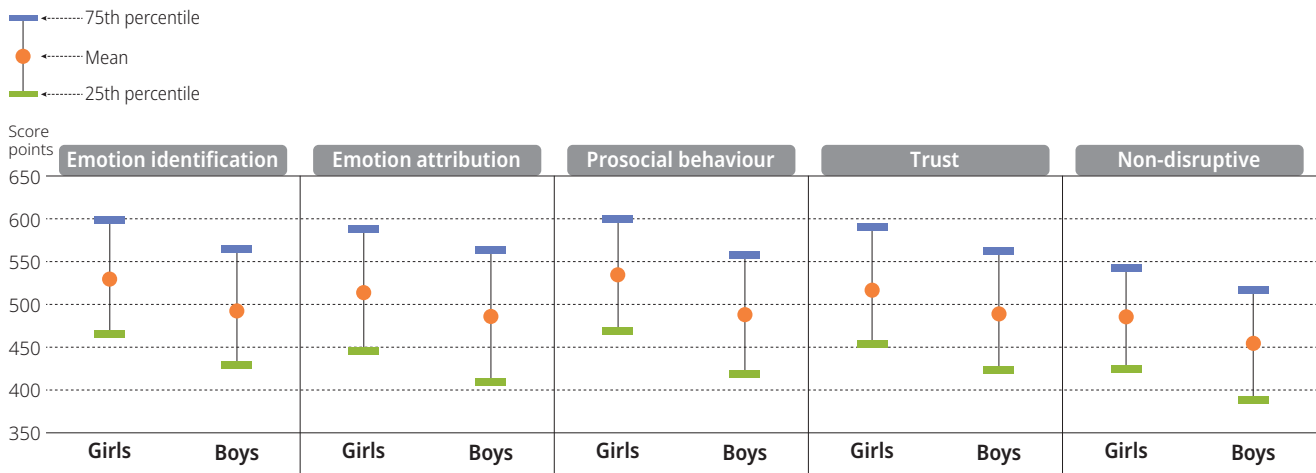 75th percentile
Mean
25th percentile
Score
points
Emotion identification
Emotion attribution
Prosocial behaviour
Trust
Non-disruptive
650
600
550
500
450
400
350
Girls
Boys
Girls
Boys
Girls
Boys
Girls
Boys
Girls
Boys